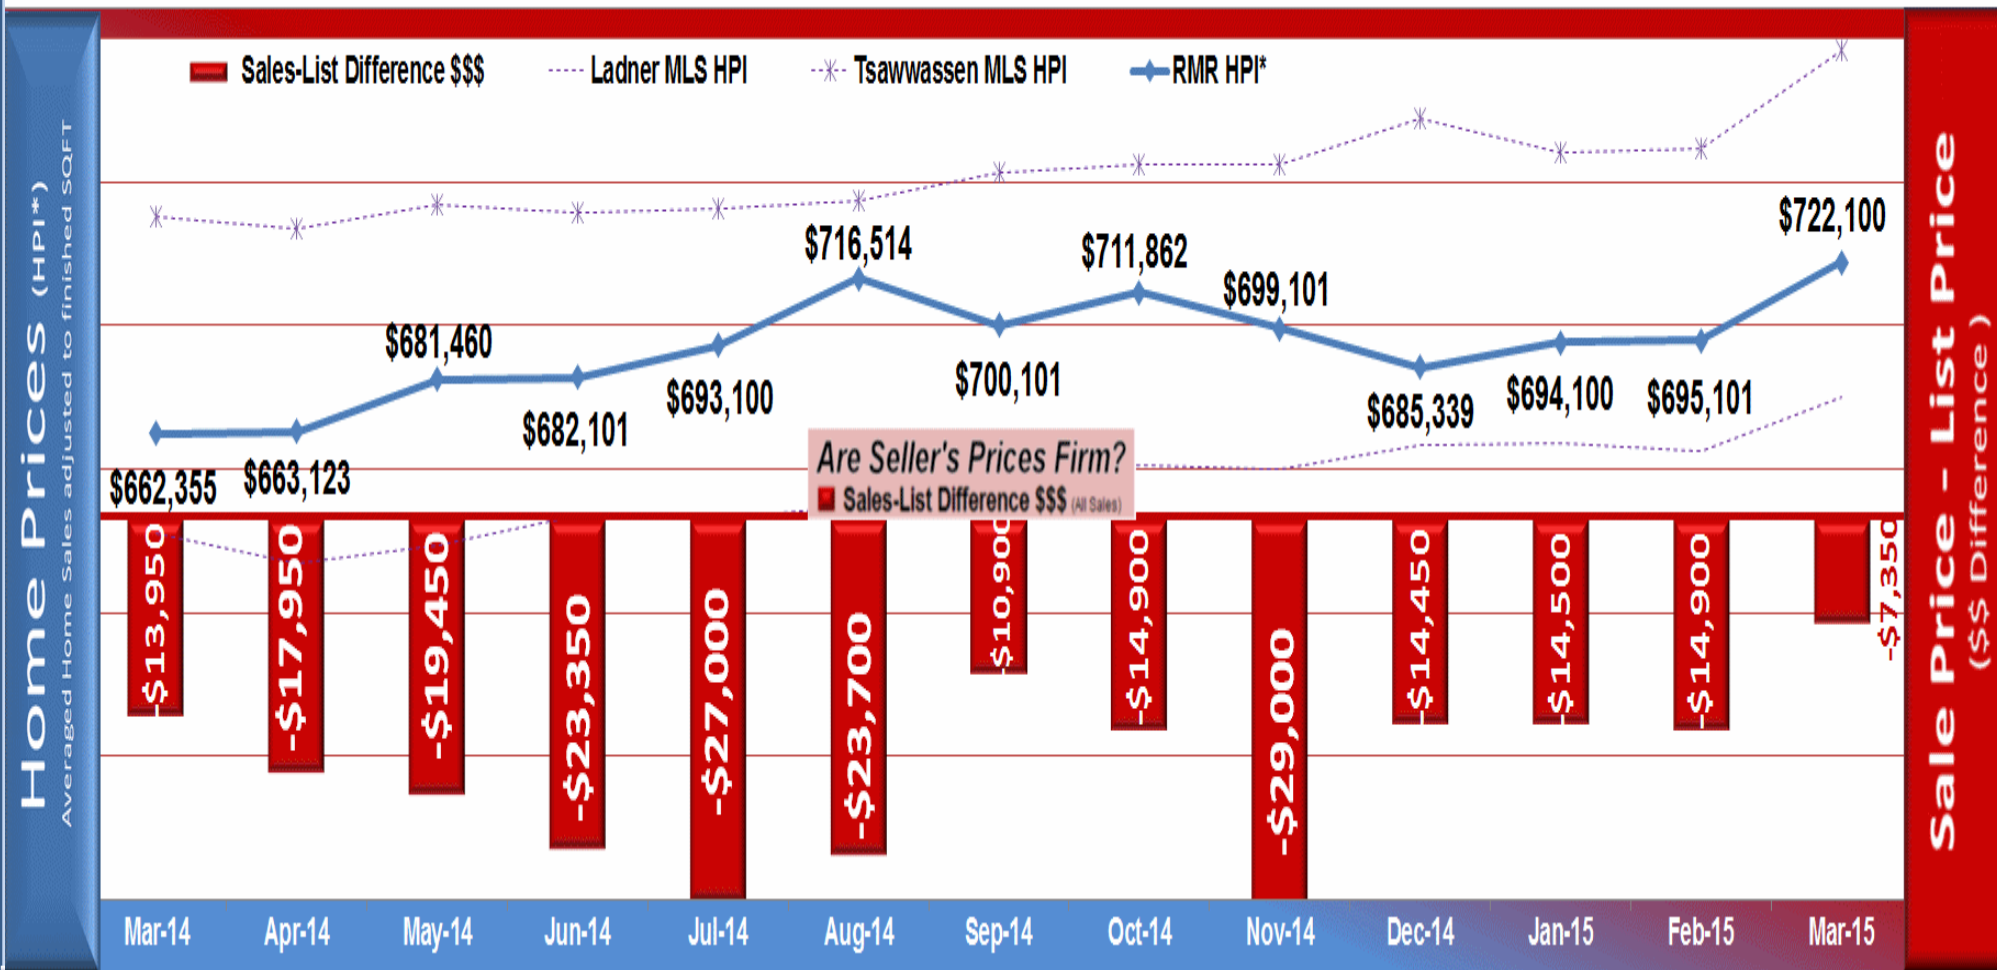 Sales-List Difference $$$
Ladner MLS HPI
Tsawwassen MLS HPI
RMR HPI*
Home Prices (HPI*)
Averaged Home Sales adjusted to finished SQFT
$662,355
$663,123
$681,460
$682,101
$693,100
$716,514
$700,101
$711,862
$699,101
$685,339
$694,100
$695,101
$722,100
Are Seller's Prices Firm?
Sales-List Difference $$$ (All Sales)
-$13,950
-$17,950
-$19,450
-$23,350
-$27,000
-$23,700
-$10,900
-$14,900
-$29,000
-$14,450
-$14,500
-$14,900
-$7,350
Sale Price - List Price
($$ Difference )
Mar-14
Apr-14
May-14
Jun-14
Jul-14
Aug-14
Sep-14
Oct-14
Nov-14
Dec-14
Jan-15
Feb-15
Mar-15